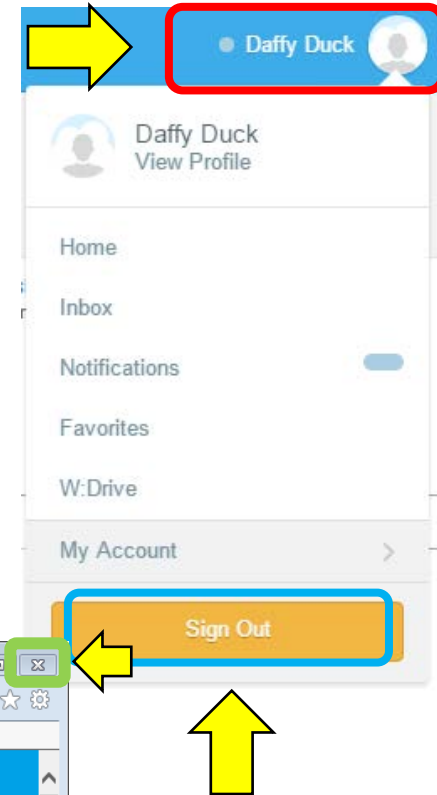 Daffy Duck
Daffy Duck
View Profile
Home
Inbox
Notifications
Favorites
W:Drive
My Account
Sign Out